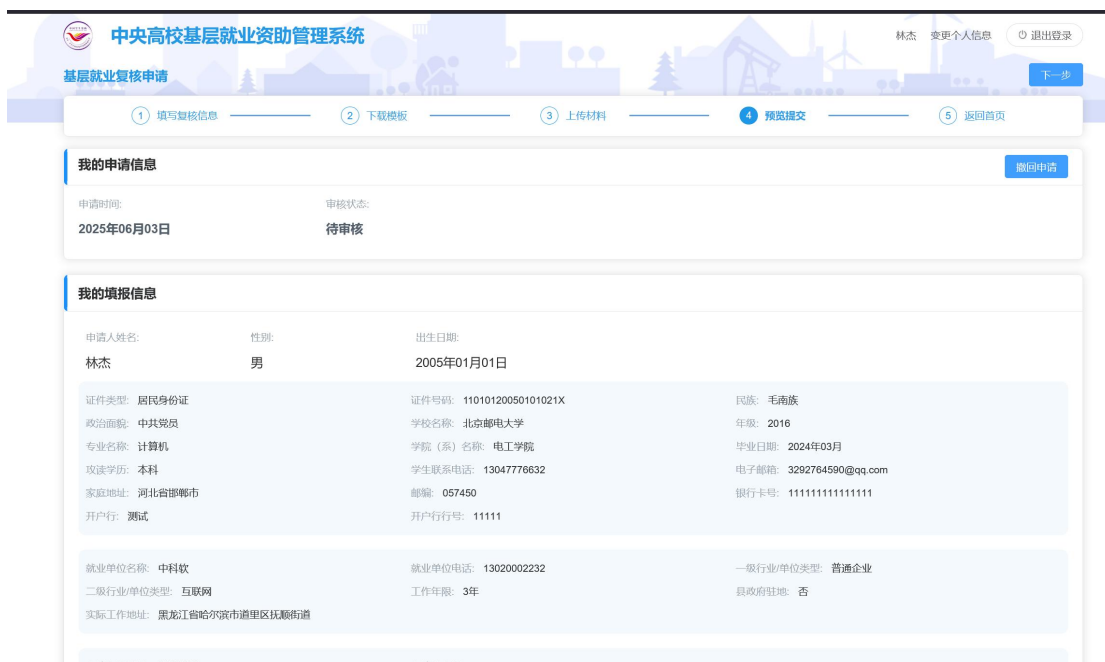 中央高校基层就业资助管理系统
林杰 变更个人信息 退出登录
基层就业复核申请
下一步
1 填写复核信息 2 下载模板 3 上传材料 4 预览提交 5 返回首页
我的申请信息
撤回申请
申请时间: 审核状态:
2025年06月03日 待审核
我的填报信息
申请人姓名: 性别: 出生日期:
林杰 男 2005年01月01日
证件类型: 居民身份证 证件号码: 11010120050101021X 民族: 毛南族
政治面貌: 中共党员 学校名称: 北京邮电大学 年级: 2016
专业名称: 计算机 学院（系）名称: 电工学院 毕业日期: 2024年03月
攻读学历: 本科 学生联系电话: 13047776632 电子邮箱: 3292764590@qq.com
家庭地址: 河北省邯郸市 邮编: 057450 银行卡号: 111111111111111
开户行: 测试 开户行行号: 11111
就业单位名称: 中科软 就业单位电话: 13020002232 一级行业/单位类型: 普通企业
二级行业/单位类型: 互联网 工作年限: 3年 县政府驻地: 否
实际工作地址: 黑龙江省哈尔滨市道里区抚顺街道